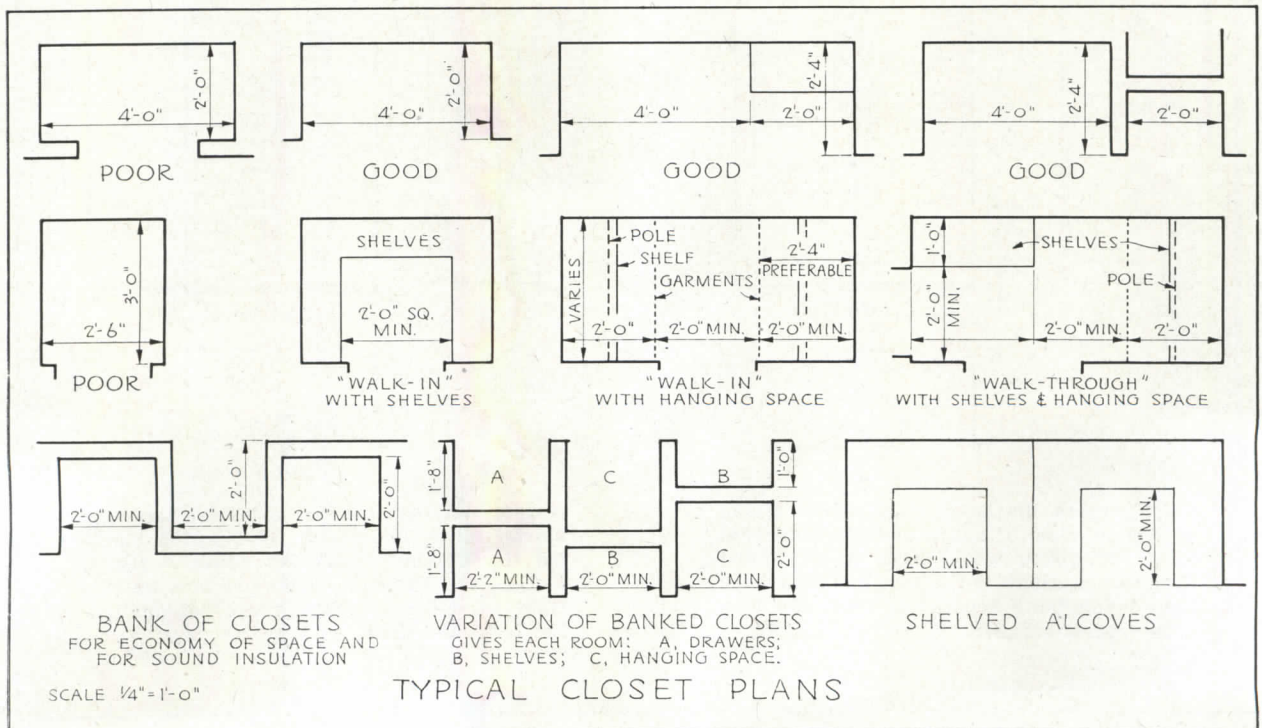 4'-0"
2'-0"
POOR
4'-0"
2'-0"
GOOD
4'-0"
2'-4"
2'-0"
GOOD
4'-0"
2'-4"
2'-0"
GOOD
3'-0"
2'-6"
POOR
SHELVES
2'-0" SQ.
MIN.
"WALK-IN"
WITH SHELVES
VARIES
POLE
SHELF
2'-4"
PREFERABLE
GARMENTS
2'-0"
2'-0" MIN.
2'-0" MIN.
"WALK-IN"
WITH HANGING SPACE
1'-0"
SHELVES
POLE
2'-0"
MIN.
2'-0" MIN.
2'-0"
"WALK-THROUGH"
WITH SHELVES & HANGING SPACE
2'-0" MIN.
2'-0"
2'-0" MIN.
2'-0" MIN.
2'-0"
BANK OF CLOSETS
FOR ECONOMY OF SPACE AND
FOR SOUND INSULATION
1'-8"
A
C
B
1'-0"
1'-8"
A
2'-2" MIN.
B
2'-0" MIN.
C
2'-0" MIN.
2'-0"
VARIATION OF BANKED CLOSETS
GIVES EACH ROOM: A, DRAWERS;
B, SHELVES; C, HANGING SPACE.
2'-0" MIN.
2'-0" MIN.
SHELVED ALCOVES
SCALE 1/4"=1'-0"
TYPICAL CLOSET PLANS